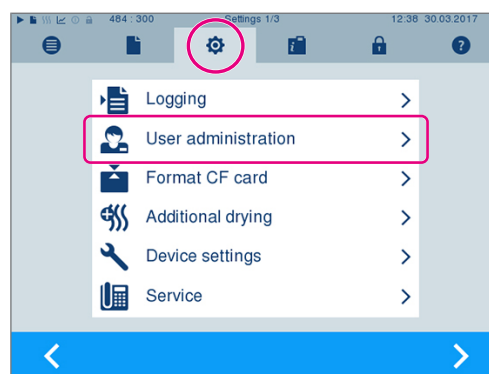 484 : 300 Settings 1/3 12:38 30.03.2017
Logging
User administration
Format CF card
Additional drying
Device settings
Service